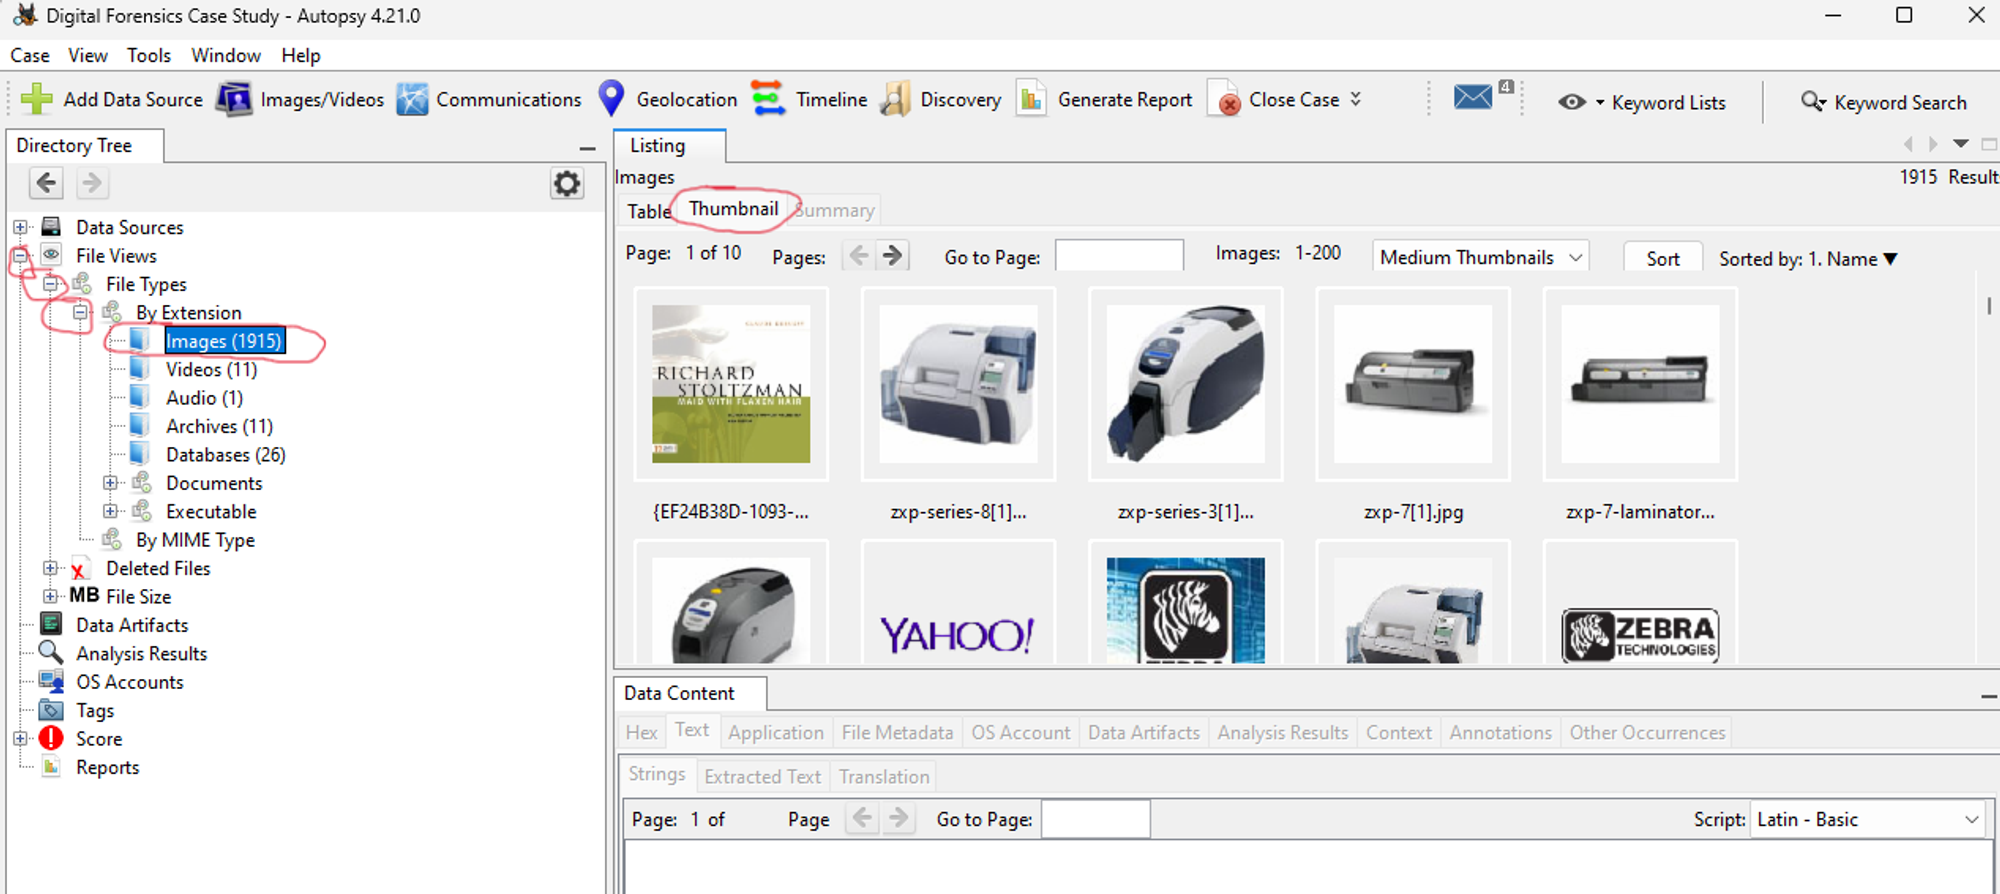 Digital Forensics Case Study - Autopsy 4.21.0
Case View Tools Window Help
Add Data Source Images/Videos Communications Geolocation Timeline Discovery Generate Report Close Case 4 Keyword Lists Keyword Search
Directory Tree
Data Sources
File Views
File Types
By Extension
Images (1915)
Videos (11)
Audio (1)
Archives (11)
Databases (26)
Documents
Executable
By MIME Type
Deleted Files
MB File Size
Data Artifacts
Analysis Results
OS Accounts
Tags
Score
Reports
Listing
Images 1915 Result
Table Thumbnail Summary
Page: 1 of 10 Pages: Go to Page: Images: 1-200 Medium Thumbnails Sort Sorted by: 1. Name ▼
RICHARD
STOLTZMAN
MAID WITH FLAXEN HAIR
{EF24B38D-1093-... zxp-series-8[1]... zxp-series-3[1]... zxp-7[1].jpg zxp-7-laminator...
YAHOO!
ZEBRA
ZEBRA
TECHNOLOGIES
Data Content
Hex Text Application File Metadata OS Account Data Artifacts Analysis Results Context Annotations Other Occurrences
Strings Extracted Text Translation
Page: 1 of Page Go to Page: Script: Latin - Basic